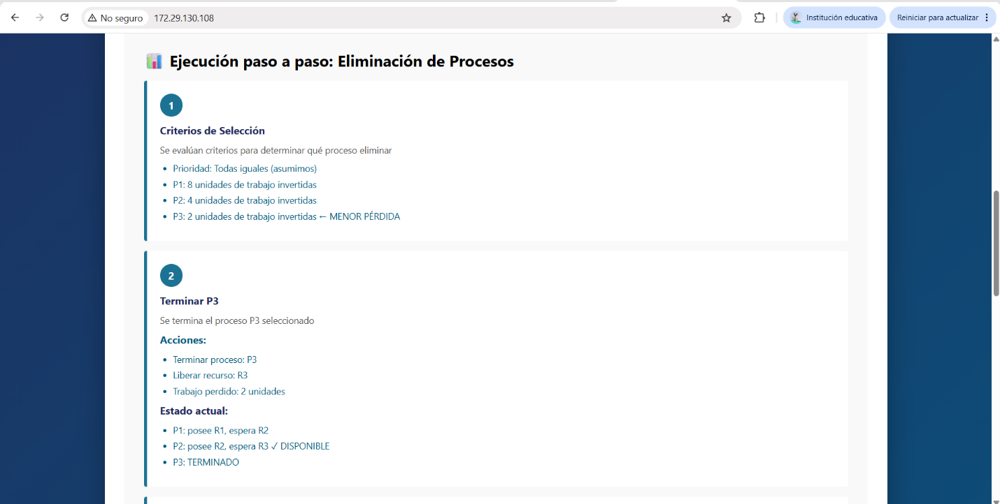 No seguro
172.29.130.108
Institución educativa
Reiniciar para actualizar
Ejecución paso a paso: Eliminación de Procesos
1
Criterios de Selección
Se evalúan criterios para determinar qué proceso eliminar
• Prioridad: Todas iguales (asumimos)
• P1: 8 unidades de trabajo invertidas
• P2: 4 unidades de trabajo invertidas
• P3: 2 unidades de trabajo invertidas ← MENOR PÉRDIDA
2
Terminar P3
Se termina el proceso P3 seleccionado
Acciones:
• Terminar proceso: P3
• Liberar recurso: R3
• Trabajo perdido: 2 unidades
Estado actual:
• P1: posee R1, espera R2
• P2: posee R2, espera R3 ✓ DISPONIBLE
• P3: TERMINADO